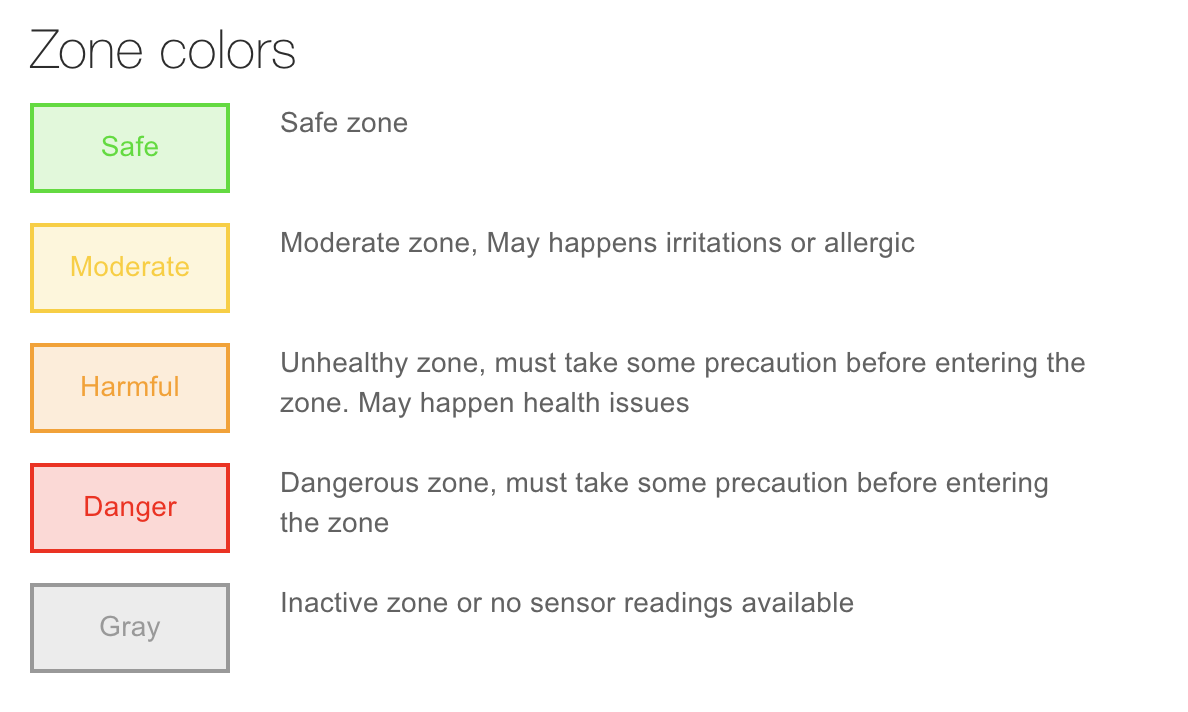 Zone colors
Safe
Safe zone
Moderate
Moderate zone, May happens irritations or allergic
Harmful
Unhealthy zone, must take some precaution before entering the
zone. May happen health issues
Danger
Dangerous zone, must take some precaution before entering
the zone
Gray
Inactive zone or no sensor readings available